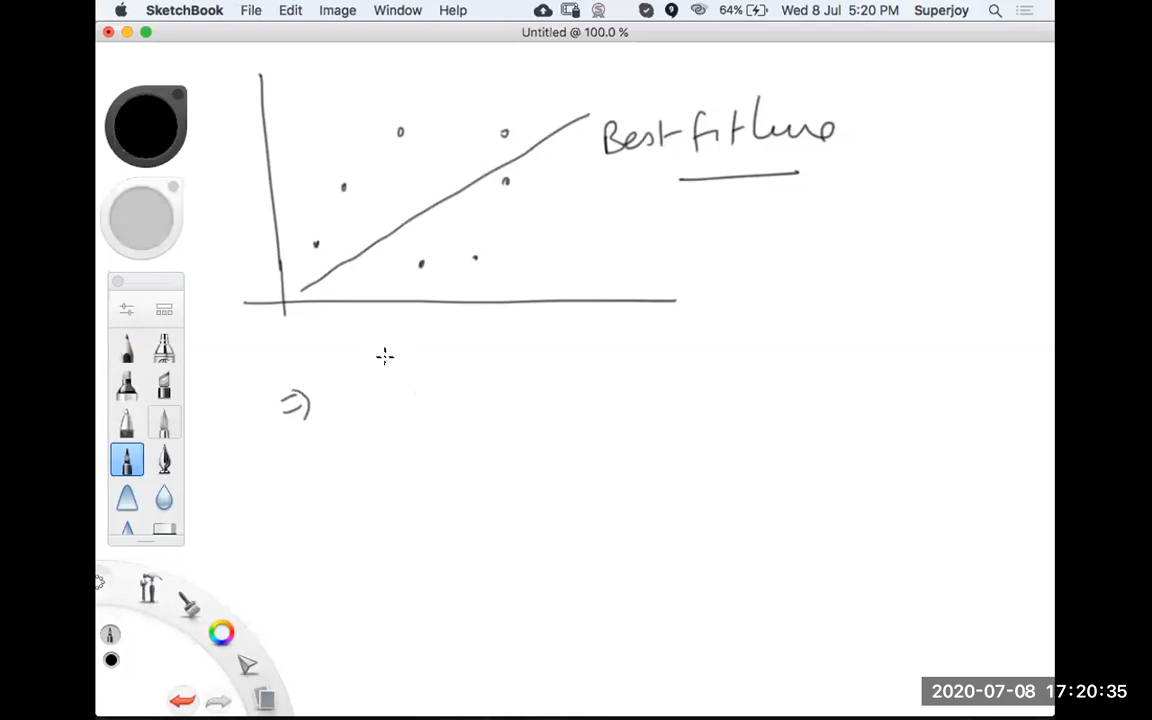 SketchBook File Edit Image Window Help 64% Wed 8 Jul 5:20 PM Superjoy
Untitled @ 100.0 %
Best fit line
⇒
2020-07-08 17:20:35